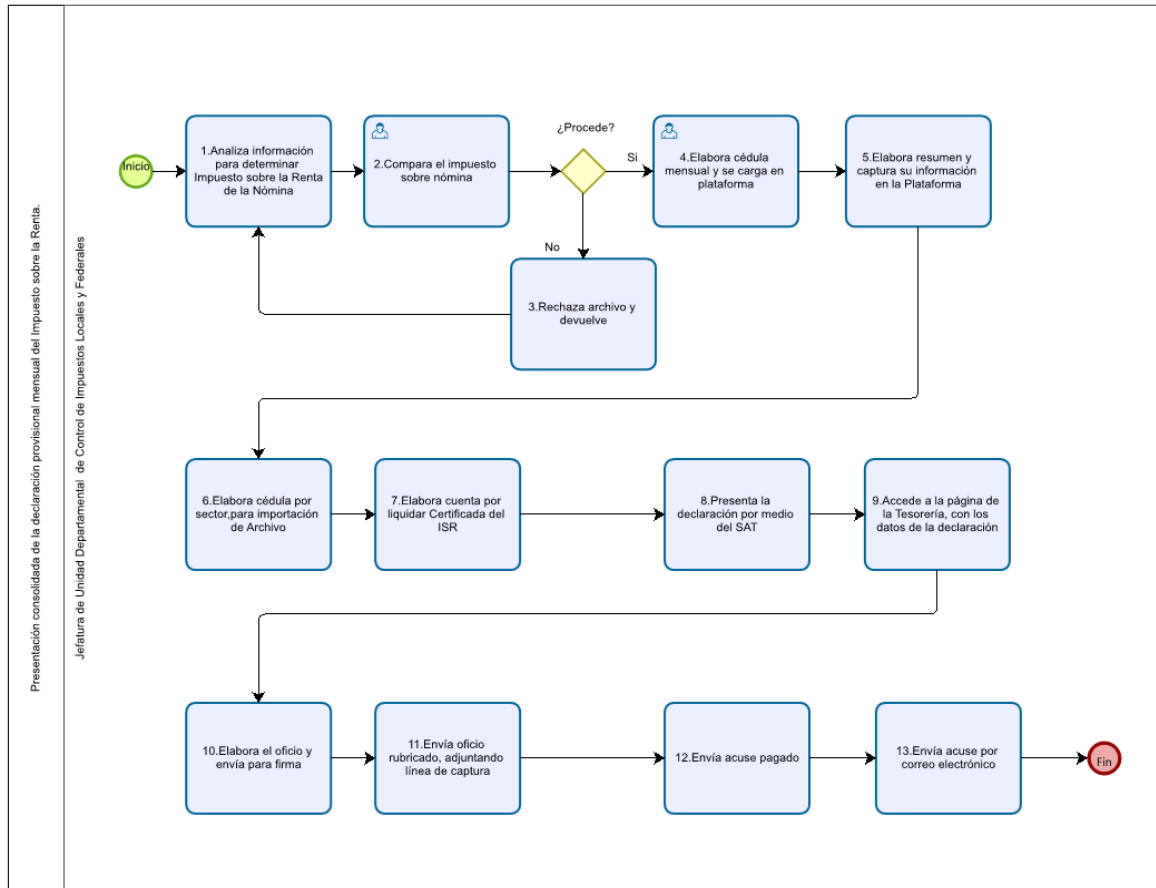 Presentación consolidada de la declaración provisional mensual del Impuesto sobre la Renta.
Jefatura de Unidad Departamental de Control de Impuestos Locales y Federales
Inicio
1.Analiza información
para determinar
Impuesto sobre la Renta
de la Nómina
2.Compara el impuesto
sobre nómina
¿Procede?
Si
No
3.Rechaza archivo y
devuelve
4.Elabora cédula
mensual y se carga en
plataforma
5.Elabora resumen y
captura su información
en la Plataforma
6.Elabora cédula por
sector,para importación
de Archivo
7.Elabora cuenta por
liquidar Certificada del
ISR
8.Presenta la
declaración por medio
del SAT
9.Accede a la página de
la Tesorería, con los
datos de la declaración
10.Elabora el oficio y
envía para firma
11.Envía oficio
rubricado, adjuntando
línea de captura
12.Envía acuse pagado
13.Envía acuse por
correo electrónico
Fin